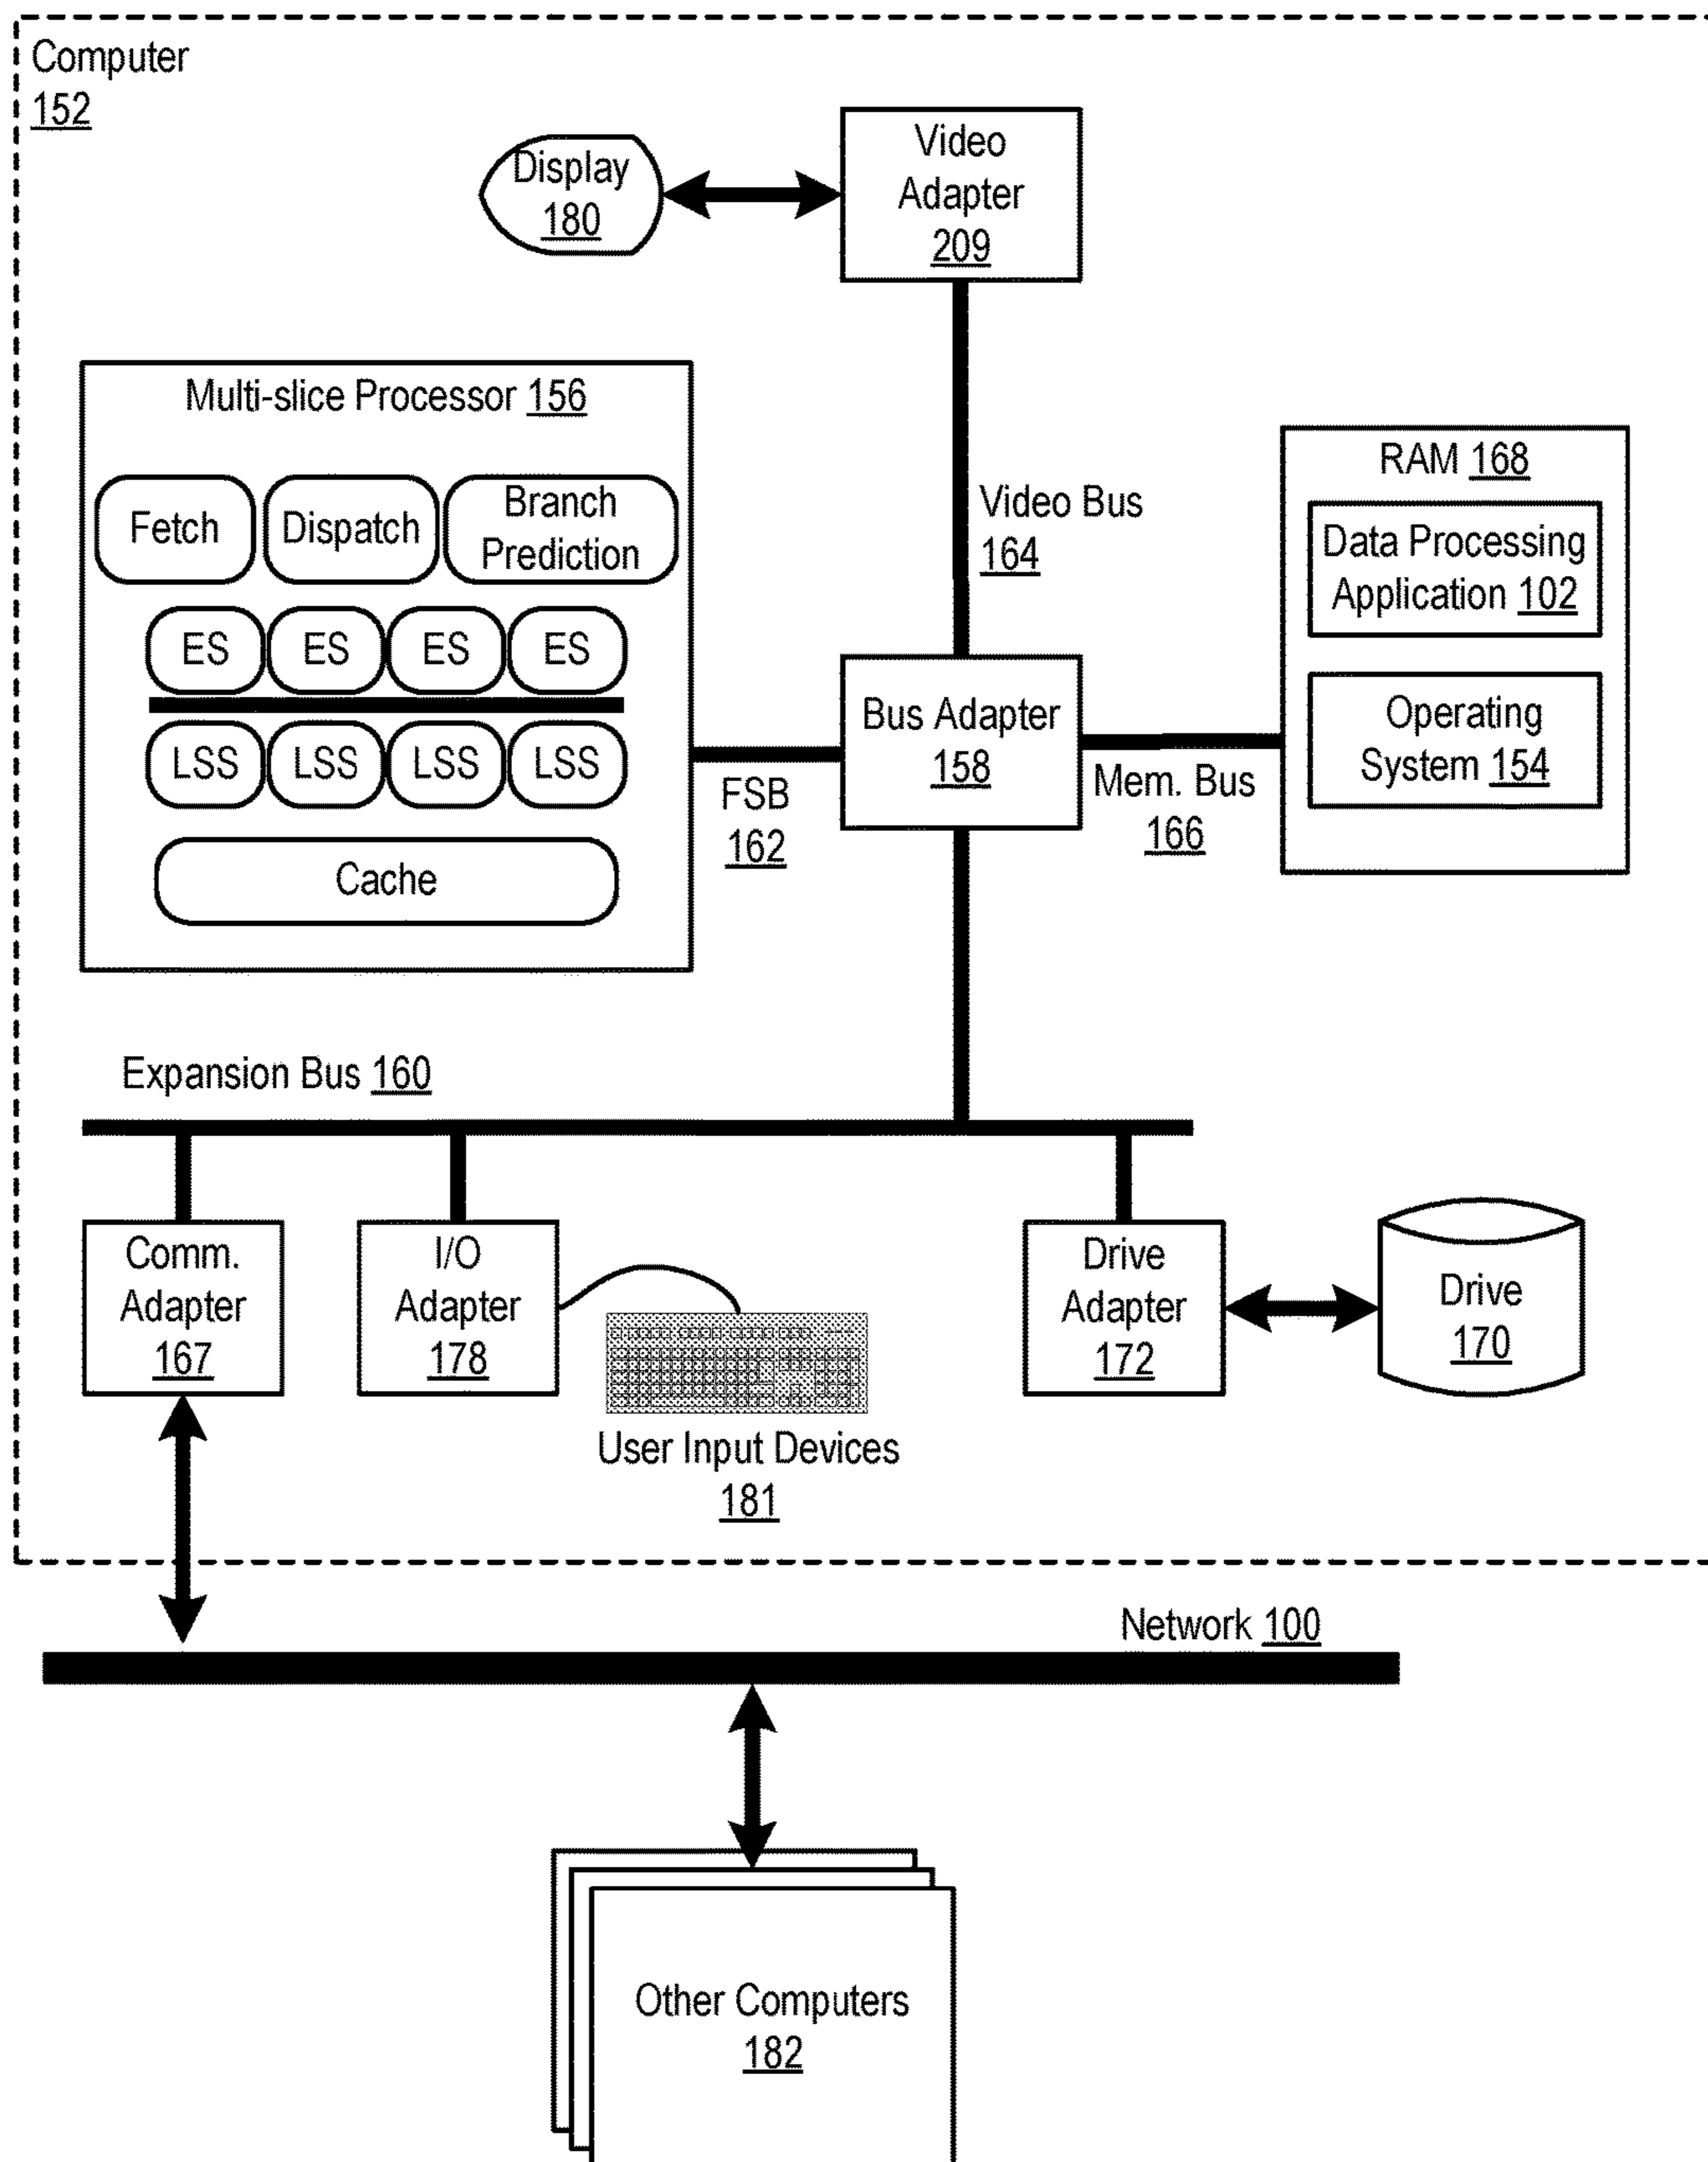 Computer
152
Display
180
Video
Adapter
209
Multi-slice Processor 156
Fetch
Dispatch
Branch
Prediction
ES
ES
ES
ES
LSS
LSS
LSS
LSS
Cache
FSB
162
Video Bus
164
Bus Adapter
158
Mem. Bus
166
RAM 168
Data Processing
Application 102
Operating
System 154
Expansion Bus 160
Comm.
Adapter
167
I/O
Adapter
178
User Input Devices
181
Drive
Adapter
172
Drive
170
Network 100
Other Computers
182